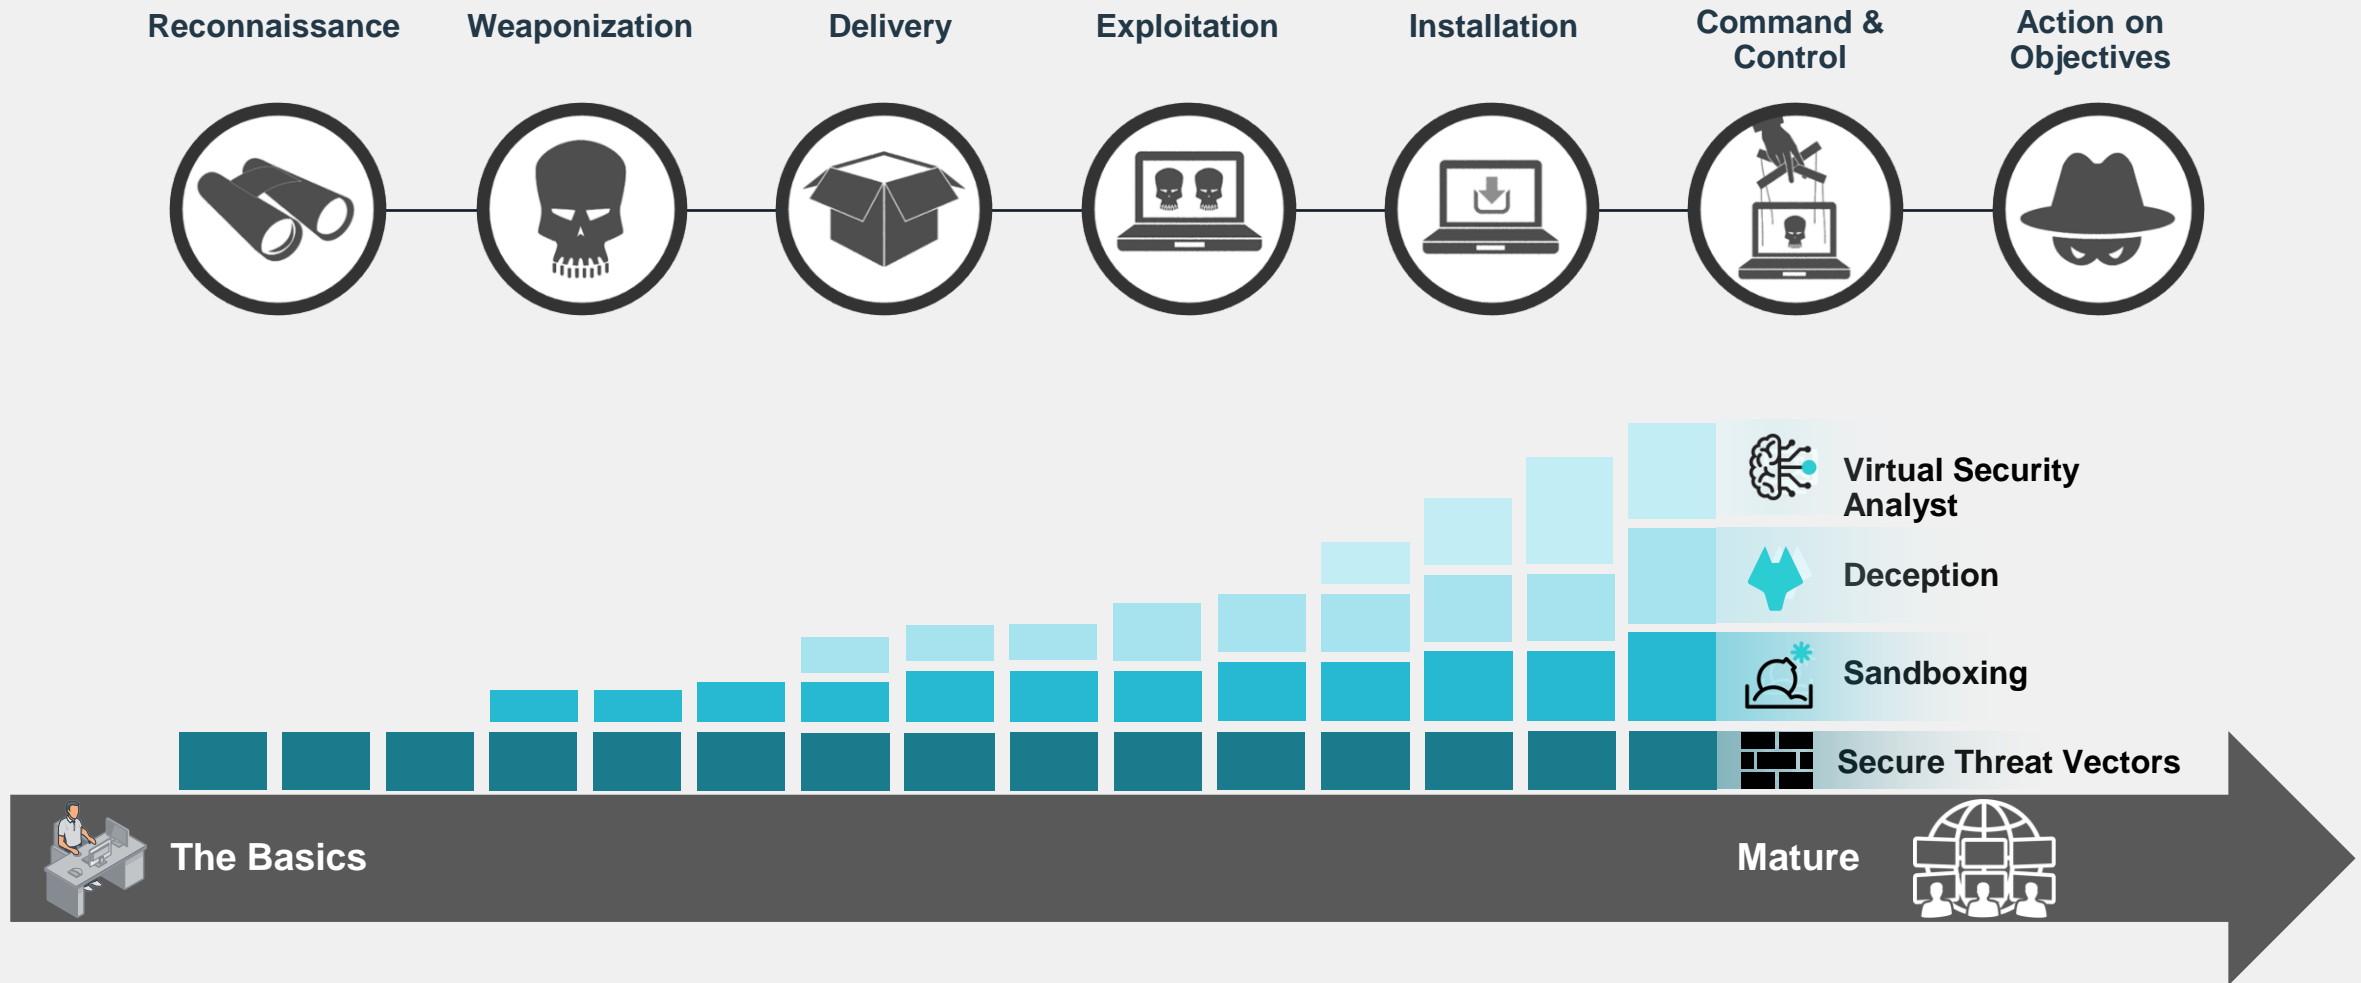 Reconnaissance
Weaponization
Delivery
Exploitation
Installation
Command &
Control
Action on
Objectives
Virtual Security
Analyst
Deception
Sandboxing
Secure Threat Vectors
The Basics
Mature